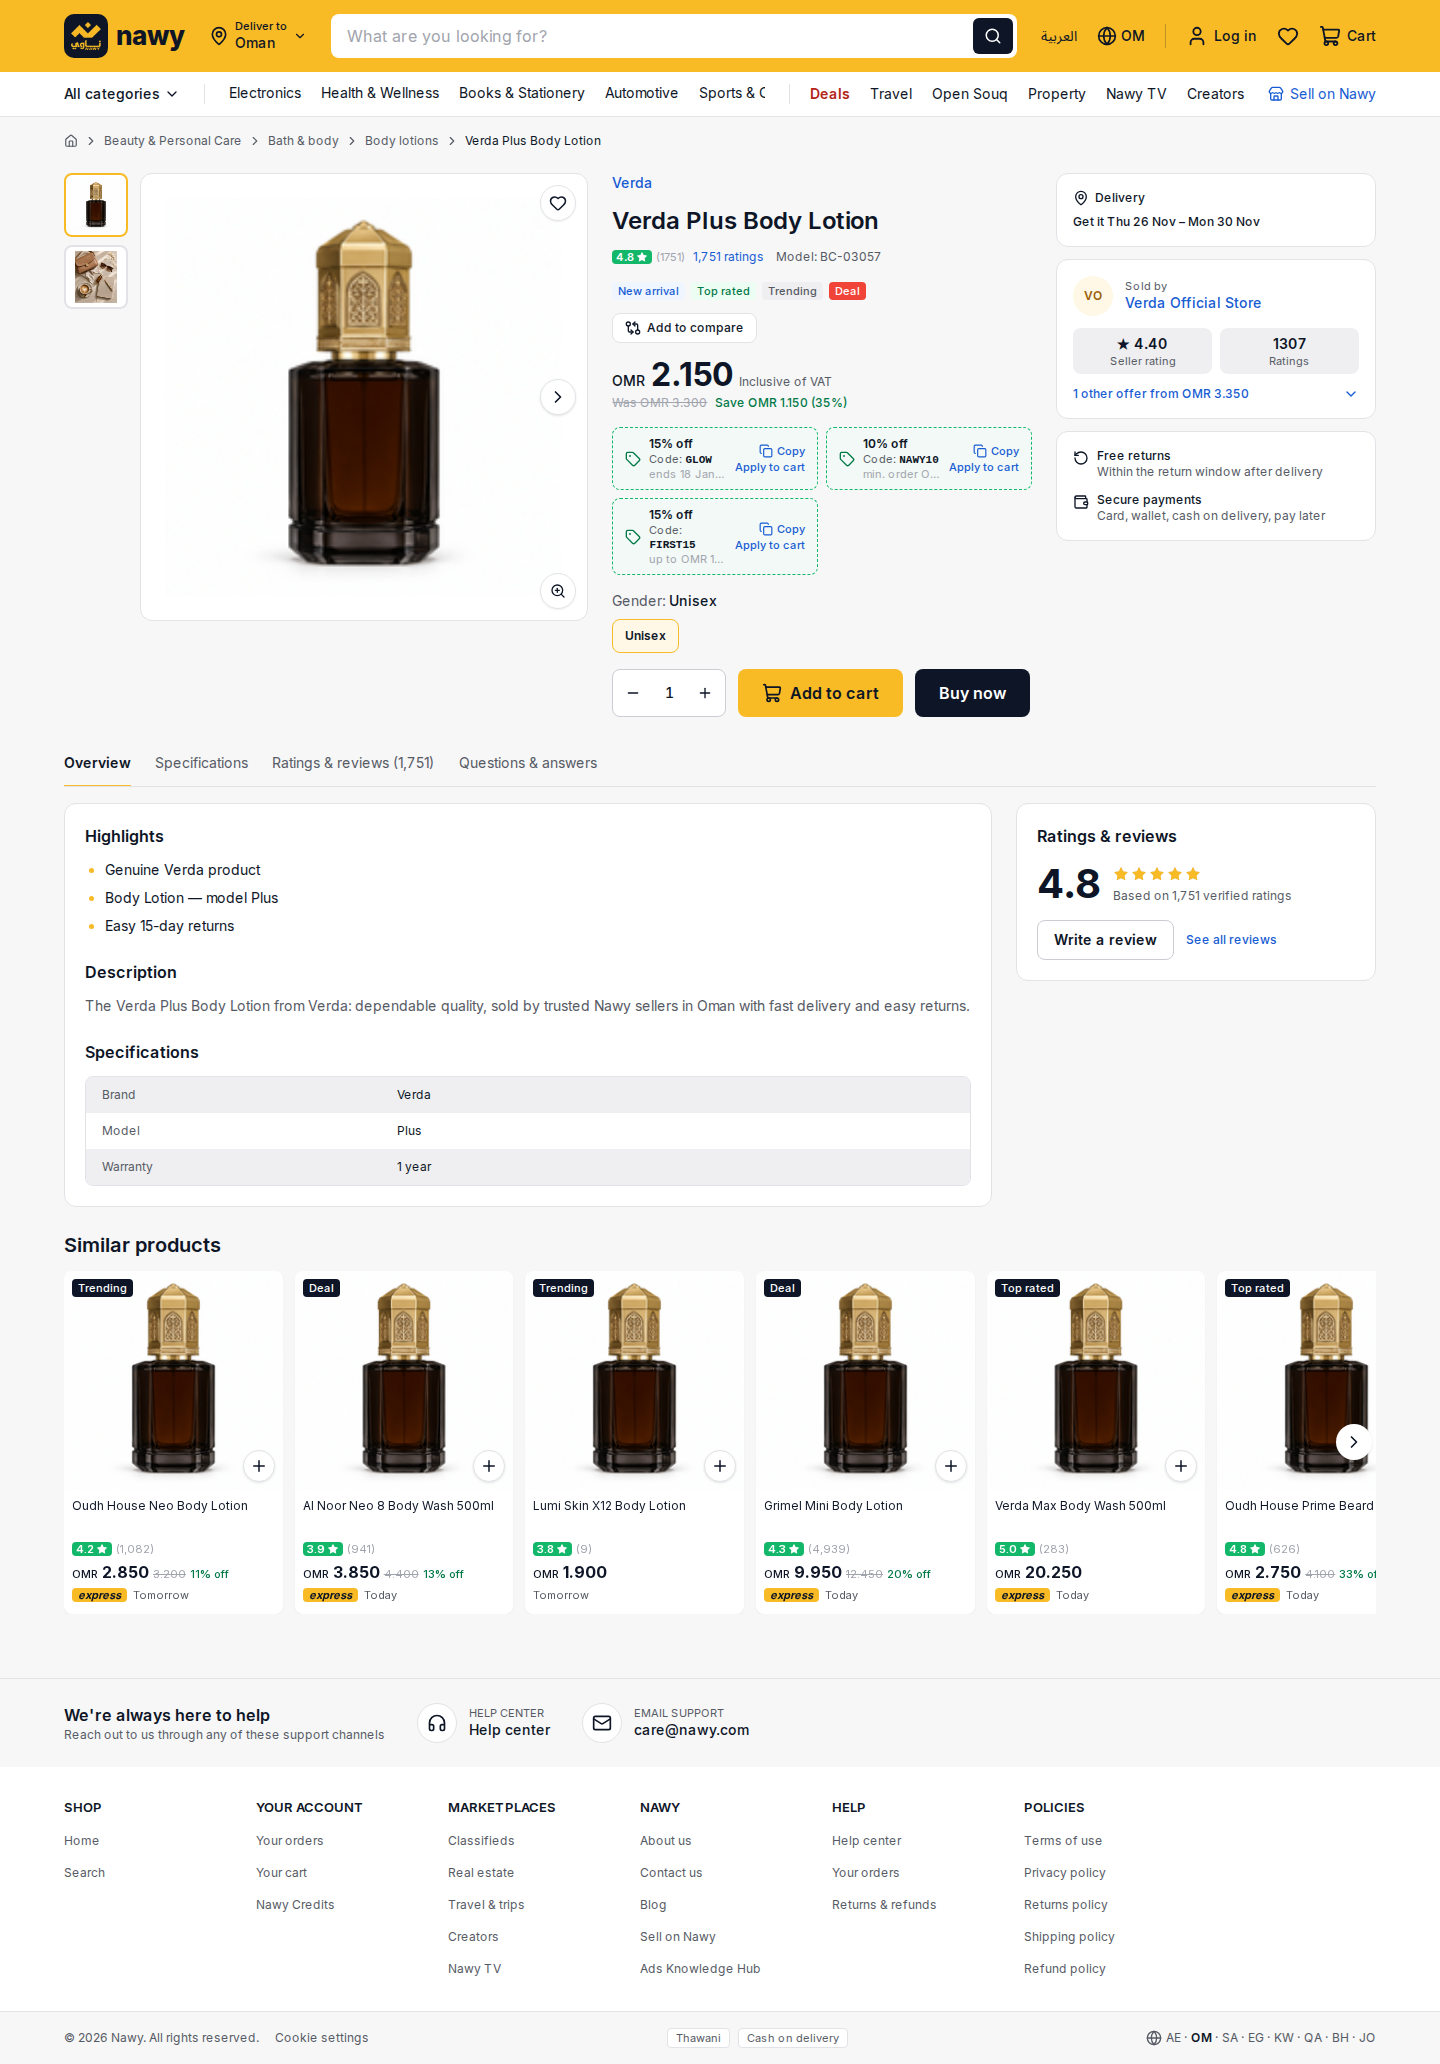 نـاوي
NAWY
nawy
Deliver to
Oman
What are you looking for?
العربية
OM
Log in
Cart
All categories
Electronics
Health & Wellness
Books & Stationery
Automotive
Sports &
Deals
Travel
Open Souq
Property
Nawy TV
Creators
Sell on Nawy
Beauty & Personal Care
Bath & body
Body lotions
Verda Plus Body Lotion
Verda
Verda Plus Body Lotion
4.8 ★ (1751) 1,751 ratings Model: BC-03057
New arrival Top rated Trending Deal
Add to compare
OMR 2.150 Inclusive of VAT
Was OMR 3.300 Save OMR 1.150 (35%)
15% off
Code: GLOW
ends 18 Jan...
Copy
Apply to cart
10% off
Code: NAWY10
min. order O...
Copy
Apply to cart
15% off
Code:
FIRST15
up to OMR 1...
Copy
Apply to cart
Gender: Unisex
Unisex
1
Add to cart
Buy now
Delivery
Get it Thu 26 Nov – Mon 30 Nov
VO
Sold by
Verda Official Store
★ 4.40
Seller rating
1307
Ratings
1 other offer from OMR 3.350
Free returns
Within the return window after delivery
Secure payments
Card, wallet, cash on delivery, pay later
Overview
Specifications
Ratings & reviews (1,751)
Questions & answers
Highlights
Genuine Verda product
Body Lotion — model Plus
Easy 15-day returns
Description
The Verda Plus Body Lotion from Verda: dependable quality, sold by trusted Nawy sellers in Oman with fast delivery and easy returns.
Specifications
Brand Verda
Model Plus
Warranty 1 year
Ratings & reviews
4.8
Based on 1,751 verified ratings
Write a review
See all reviews
Similar products
Trending
Oudh House Neo Body Lotion
4.2 ★ (1,082)
OMR 2.850 3.200 11% off
express Tomorrow
Deal
Al Noor Neo 8 Body Wash 500ml
3.9 ★ (941)
OMR 3.850 4.400 13% off
express Today
Trending
Lumi Skin X12 Body Lotion
3.8 ★ (9)
OMR 1.900
Tomorrow
Deal
Grimel Mini Body Lotion
4.3 ★ (4,939)
OMR 9.950 12.450 20% off
express Today
Top rated
Verda Max Body Wash 500ml
5.0 ★ (283)
OMR 20.250
express Today
Top rated
Oudh House Prime Beard
4.8 ★ (626)
OMR 2.750 4.100 33% of
express Today
We're always here to help
Reach out to us through any of these support channels
HELP CENTER
Help center
EMAIL SUPPORT
care@nawy.com
SHOP
Home
Search
YOUR ACCOUNT
Your orders
Your cart
Nawy Credits
MARKETPLACES
Classifieds
Real estate
Travel & trips
Creators
Nawy TV
NAWY
About us
Contact us
Blog
Sell on Nawy
Ads Knowledge Hub
HELP
Help center
Your orders
Returns & refunds
POLICIES
Terms of use
Privacy policy
Returns policy
Shipping policy
Refund policy
© 2026 Nawy. All rights reserved.
Cookie settings
Thawani
Cash on delivery
AE · OM · SA · EG · KW · QA · BH · JO